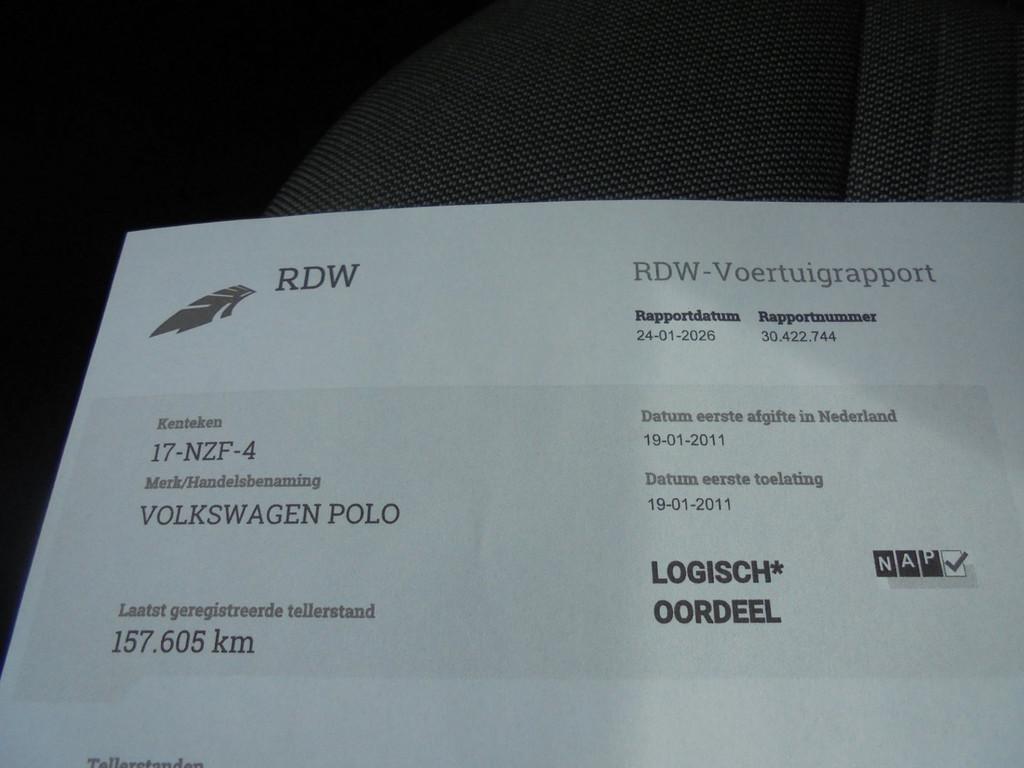 RDW
RDW-Voertuigrapport
Rapportdatum Rapportnummer
24-01-2026 30.422.744
Kenteken
17-NZF-4
Merk/Handelsbenaming
VOLKSWAGEN POLO
Laatst geregistreerde tellerstand
157.605 km
Datum eerste afgifte in Nederland
19-01-2011
Datum eerste toelating
19-01-2011
LOGISCH*
OORDEEL
NAP
Tellerstanden